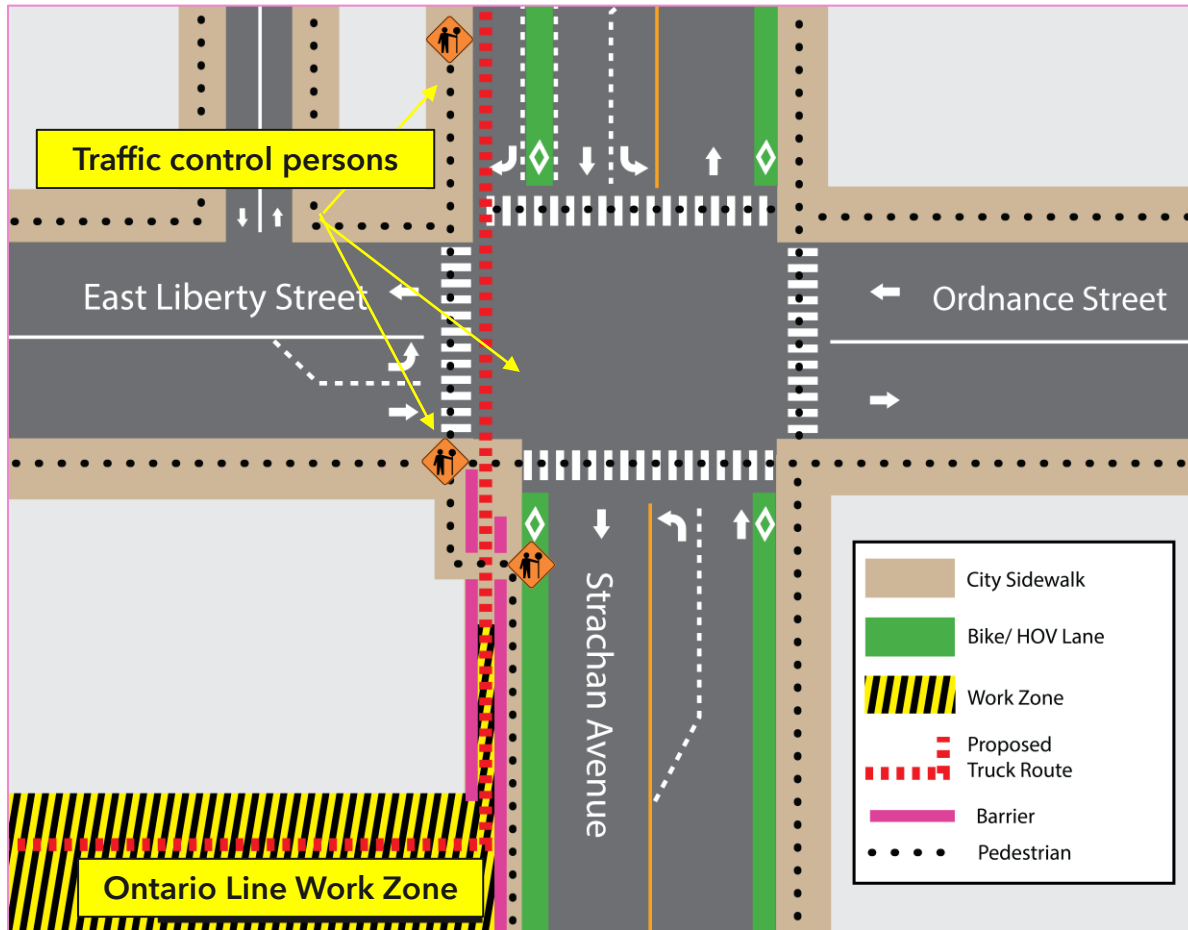 Traffic control persons
East Liberty Street
Ordnance Street
Strachan Avenue
City Sidewalk
Bike/ HOV Lane
Work Zone
Proposed
Truck Route
Barrier
Pedestrian
Ontario Line Work Zone